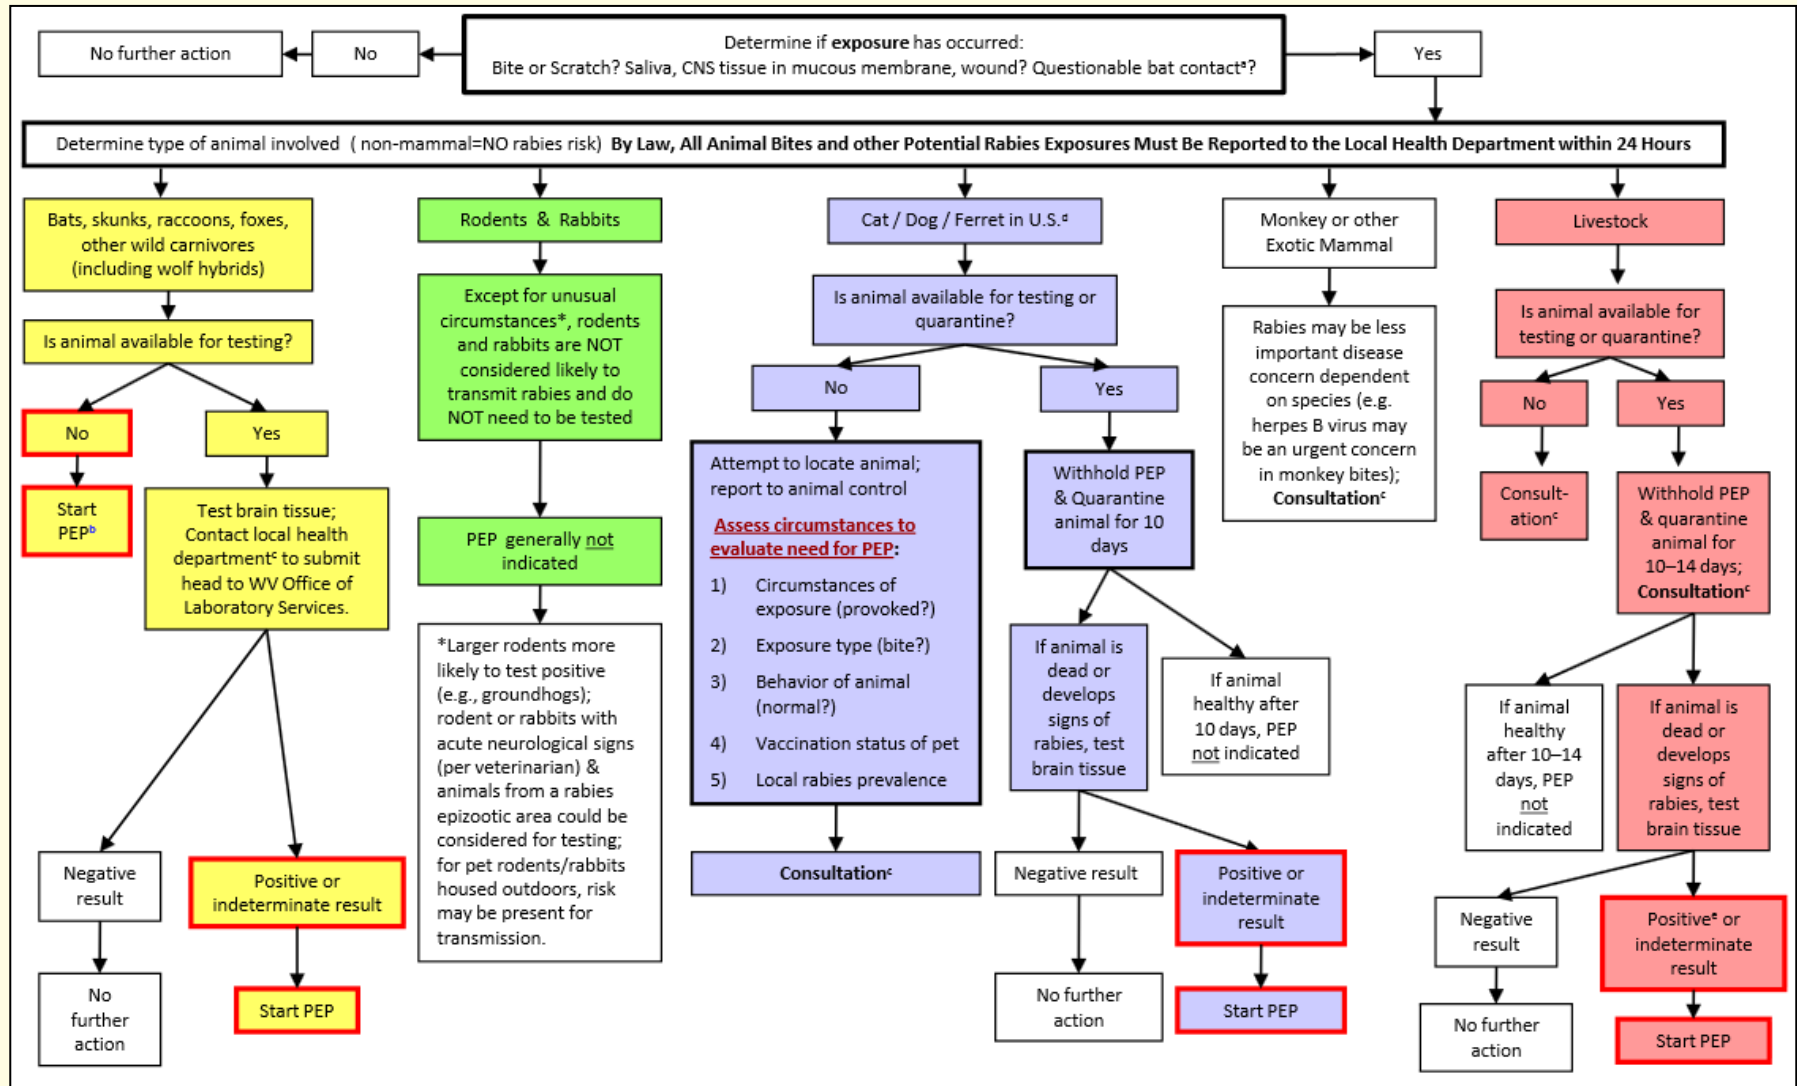 Determine if exposure has occurred:
Bite or Scratch? Saliva, CNS tissue in mucous membrane, wound? Questionable bat contactᵃ?
No
No further action
Yes
Determine type of animal involved ( non-mammal=NO rabies risk) By Law, All Animal Bites and other Potential Rabies Exposures Must Be Reported to the Local Health Department within 24 Hours
Bats, skunks, raccoons, foxes,
other wild carnivores
(including wolf hybrids)
Is animal available for testing?
No
Start
PEPᵇ
Yes
Test brain tissue;
Contact local health
departmentᶜ to submit
head to WV Office of
Laboratory Services.
Negative
result
No
further
action
Positive or
indeterminate result
Start PEP
Rodents & Rabbits
Except for unusual
circumstances*, rodents
and rabbits are NOT
considered likely to
transmit rabies and do
NOT need to be tested
PEP generally not
indicated
*Larger rodents more
likely to test positive
(e.g., groundhogs);
rodent or rabbits with
acute neurological signs
(per veterinarian) &
animals from a rabies
epizootic area could be
considered for testing;
for pet rodents/rabbits
housed outdoors, risk
may be present for
transmission.
Cat / Dog / Ferret in U.S.ᵈ
Is animal available for testing or
quarantine?
No
Attempt to locate animal;
report to animal control
Assess circumstances to
evaluate need for PEP:
1) Circumstances of
exposure (provoked?)
2) Exposure type (bite?)
3) Behavior of animal
(normal?)
4) Vaccination status of pet
5) Local rabies prevalence
Consultationᶜ
Yes
Withhold PEP
& Quarantine
animal for 10
days
If animal is
dead or
develops
signs of
rabies, test
brain tissue
If animal
healthy after
10 days, PEP
not indicated
Negative result
No further
action
Positive or
indeterminate
result
Start PEP
Monkey or other
Exotic Mammal
Rabies may be less
important disease
concern dependent
on species (e.g.
herpes B virus may
be an urgent concern
in monkey bites);
Consultationᶜ
Livestock
Is animal available for
testing or quarantine?
No
Consult-
ationᶜ
Yes
Withhold PEP
& quarantine
animal for
10–14 days;
Consultationᶜ
If animal
healthy
after 10–14
days, PEP
not
indicated
If animal is
dead or
develops
signs of
rabies, test
brain tissue
Negative
result
No further
action
Positiveᵉ or
indeterminate
result
Start PEP